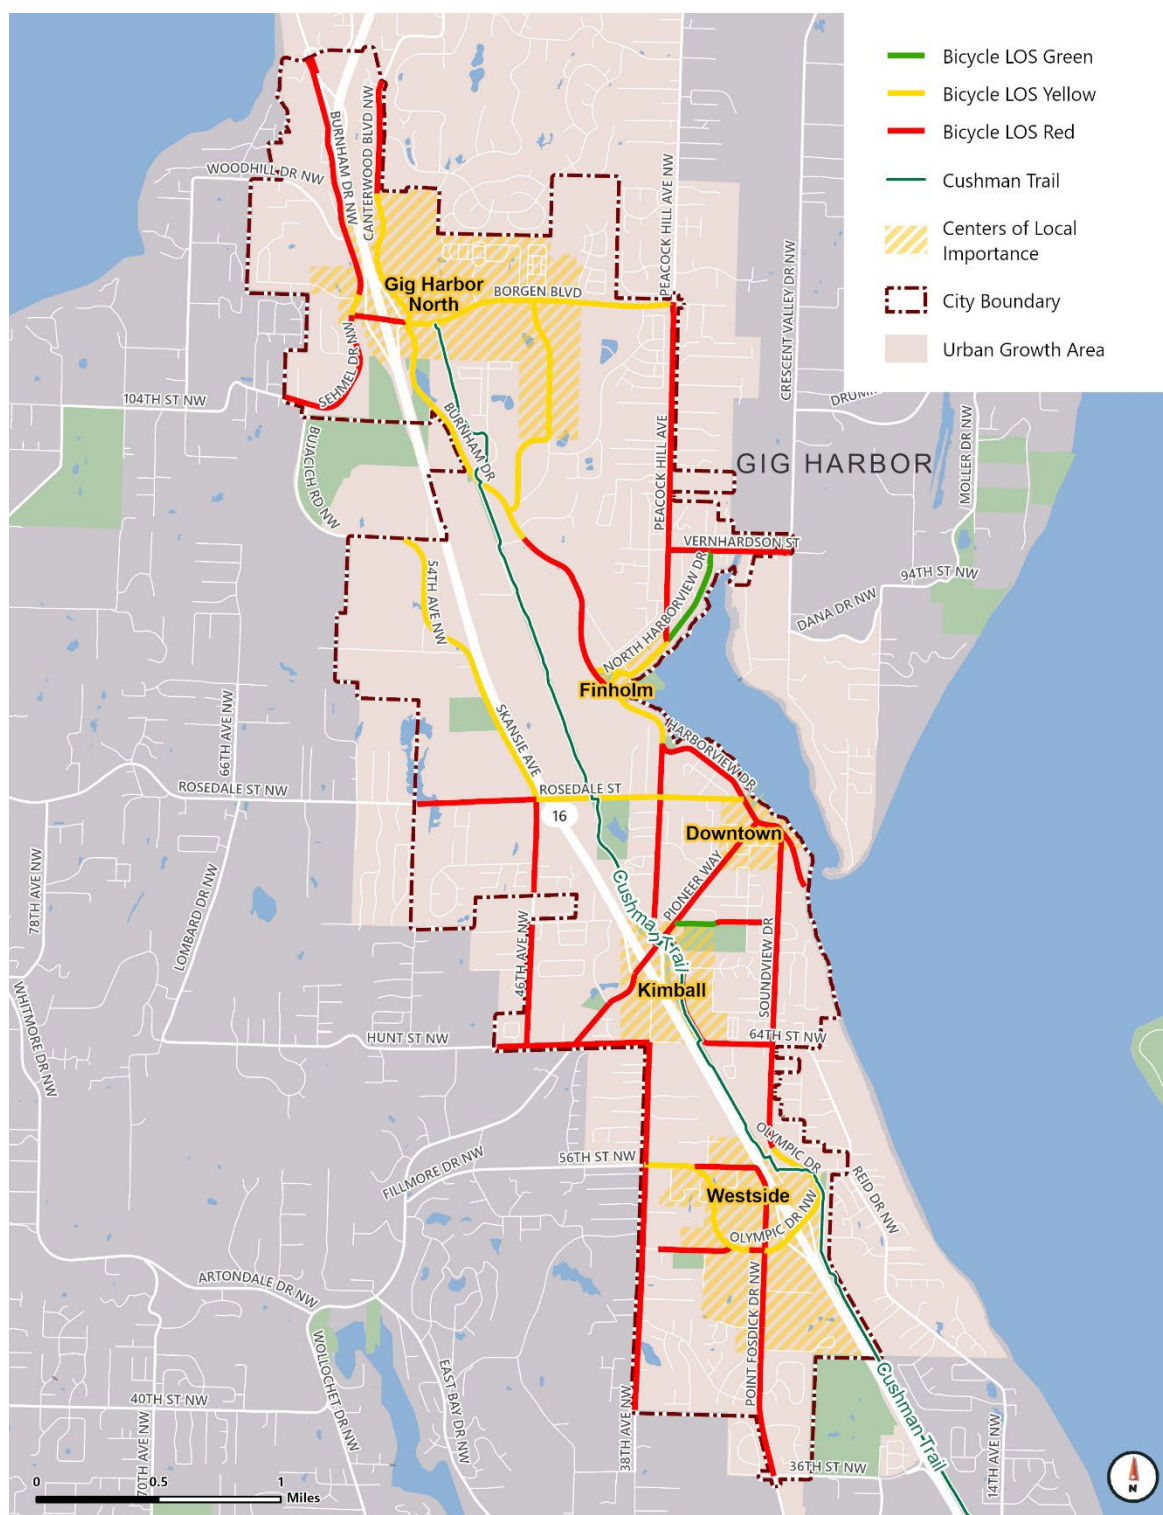 Bicycle LOS Green
Bicycle LOS Yellow
Bicycle LOS Red
Cushman Trail
Centers of Local
Importance
City Boundary
Urban Growth Area
BURNHAM DR NW
CANTERWOOD BLVD NW
WOODHILL DR NW
PEACOCK HILL AVE NW
CRESCENT VALLEY DR NW
Gig Harbor
North
BORGEN BLVD
SEHMEL DR NW
104TH ST NW
BUJACICH RD NW
BURNHAM DR
PEACOCK HILL AVE
GIG HARBOR
MOLLER DR NW
VERNHARDSON ST
94TH ST NW
DANA DR NW
54TH AVE NW
NORTH HARBORVIEW DR
Finholm
66TH AVE NW
SKANSIE AVE
HARBORVIEW DR
ROSEDALE ST NW
ROSEDALE ST
16
Downtown
78TH AVE NW
LOMBARD DR NW
PIONEER WAY
Cushman Trail
46TH AVE NW
SOUNDVIEW DR
Kimball
WHITMORE DR NW
HUNT ST NW
64TH ST NW
OLYMPIC DR
56TH ST NW
FILLMORE DR NW
REID DR NW
Westside
OLYMPIC DR NW
ARTONDALE DR NW
POINT FOSDICK DR NW
WOLLOCHET DR NW
EAST BAY DR NW
Cushman Trail
40TH ST NW
70TH AVE NW
38TH AVE NW
36TH ST NW
14TH AVE NW
0 0.5 1
Miles
N